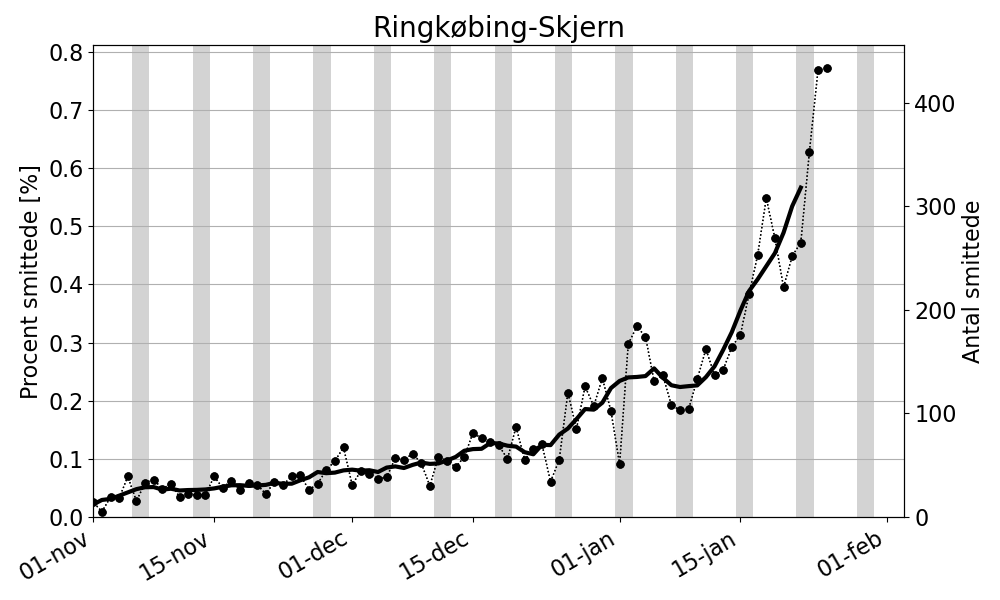 Ringkøbing-Skjern
Procent smittede [%]
0.8
0.7
0.6
0.5
0.4
0.3
0.2
0.1
0.0
400
300
200
100
0
Antal smittede
01-nov
15-nov
01-dec
15-dec
01-jan
15-jan
01-feb